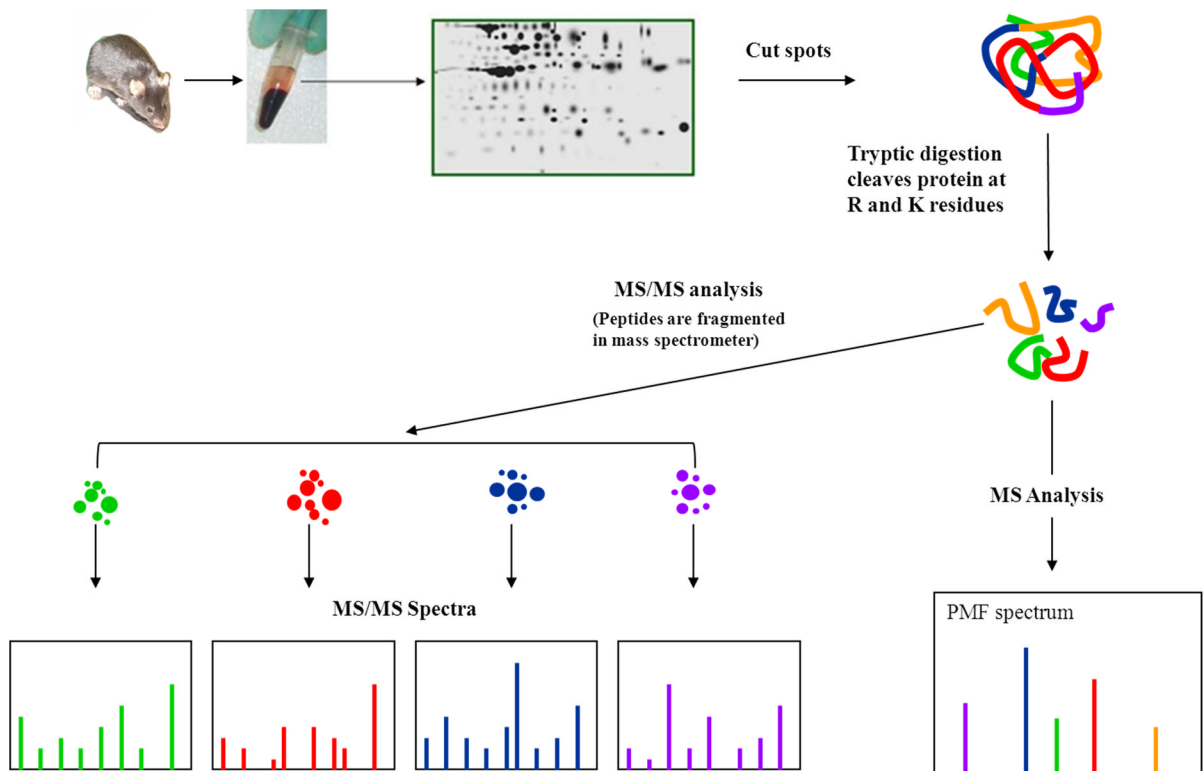 Cut spots
Tryptic digestion
cleaves protein at
R and K residues
MS/MS analysis
(Peptides are fragmented
in mass spectrometer)
MS Analysis
MS/MS Spectra
PMF spectrum